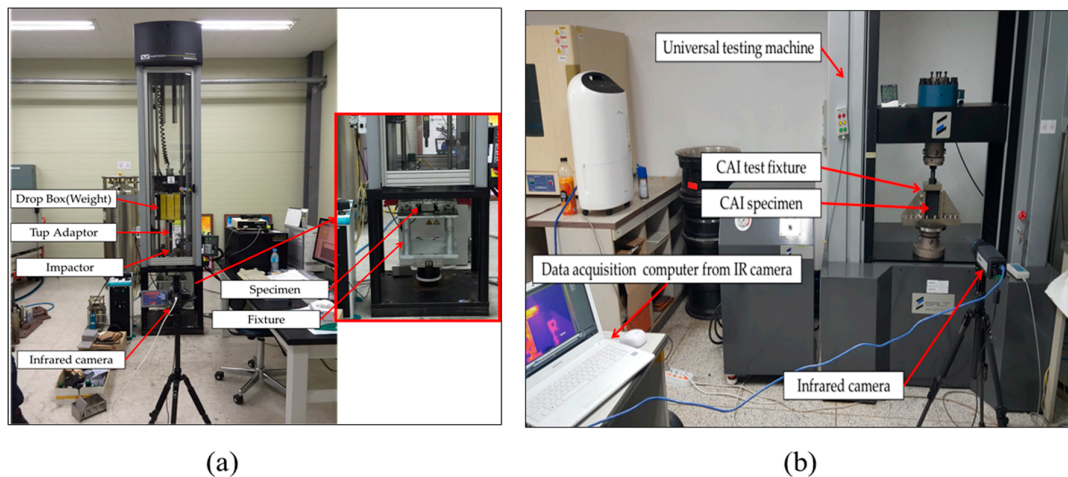 Drop Box(Weight)
Tup Adaptor
Impactor
Specimen
Fixture
Infrared camera
Universal testing machine
CAI test fixture
CAI specimen
Data acquisition computer from IR camera
Infrared camera
(a)
(b)